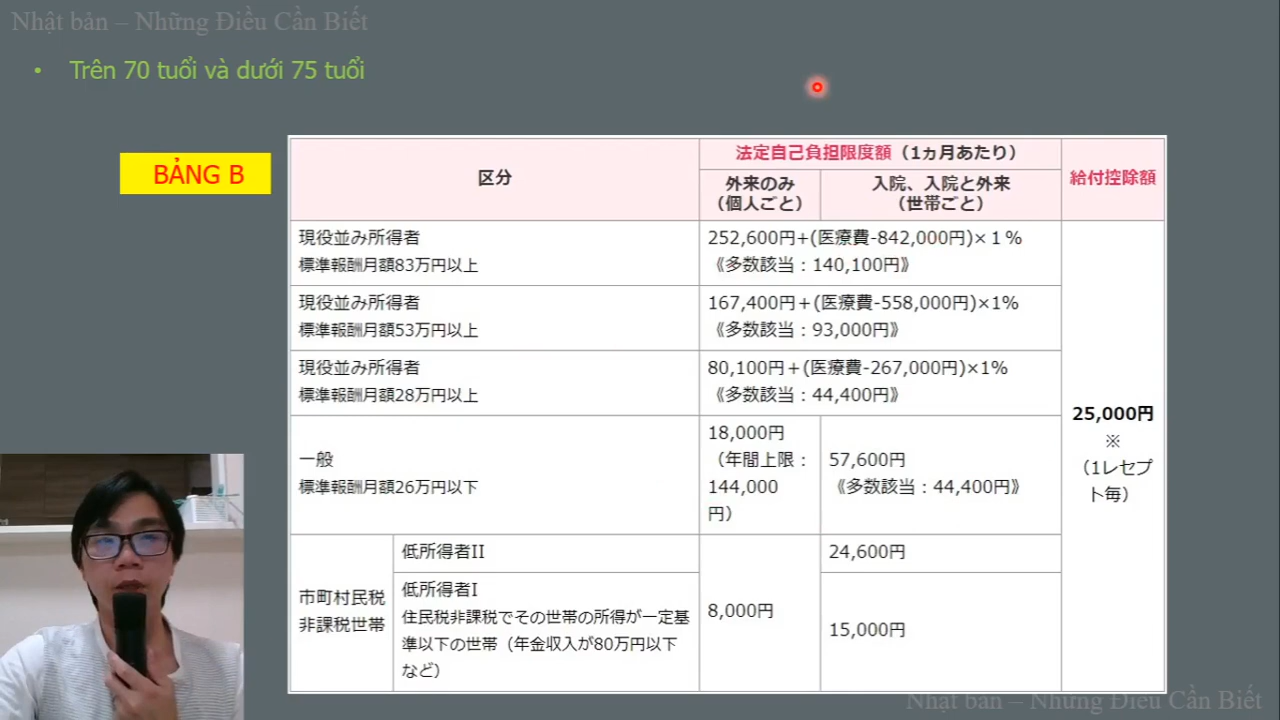 Nhật bản – Những Điều Cần Biết
• Trên 70 tuổi và dưới 75 tuổi
BẢNG B
区分
法定自己負担限度額（1ヵ月あたり）
給付控除額
外来のみ
（個人ごと）
入院、入院と外来
（世帯ごと）
現役並み所得者
標準報酬月額83万円以上
252,600円+(医療費-842,000円)×１%
《多数該当：140,100円》
現役並み所得者
標準報酬月額53万円以上
167,400円＋(医療費-558,000円)×1%
《多数該当：93,000円》
現役並み所得者
標準報酬月額28万円以上
80,100円＋(医療費-267,000円)×1%
《多数該当：44,400円》
一般
標準報酬月額26万円以下
18,000円
（年間上限：
144,000
円）
57,600円
《多数該当：44,400円》
25,000円
※
（1レセプ
ト毎）
市町村民税
非課税世帯
低所得者II
24,600円
低所得者I
住民税非課税でその世帯の所得が一定基
準以下の世帯（年金収入が80万円以下
など）
8,000円
15,000円
Nhật bản – Những Điều Cần Biết